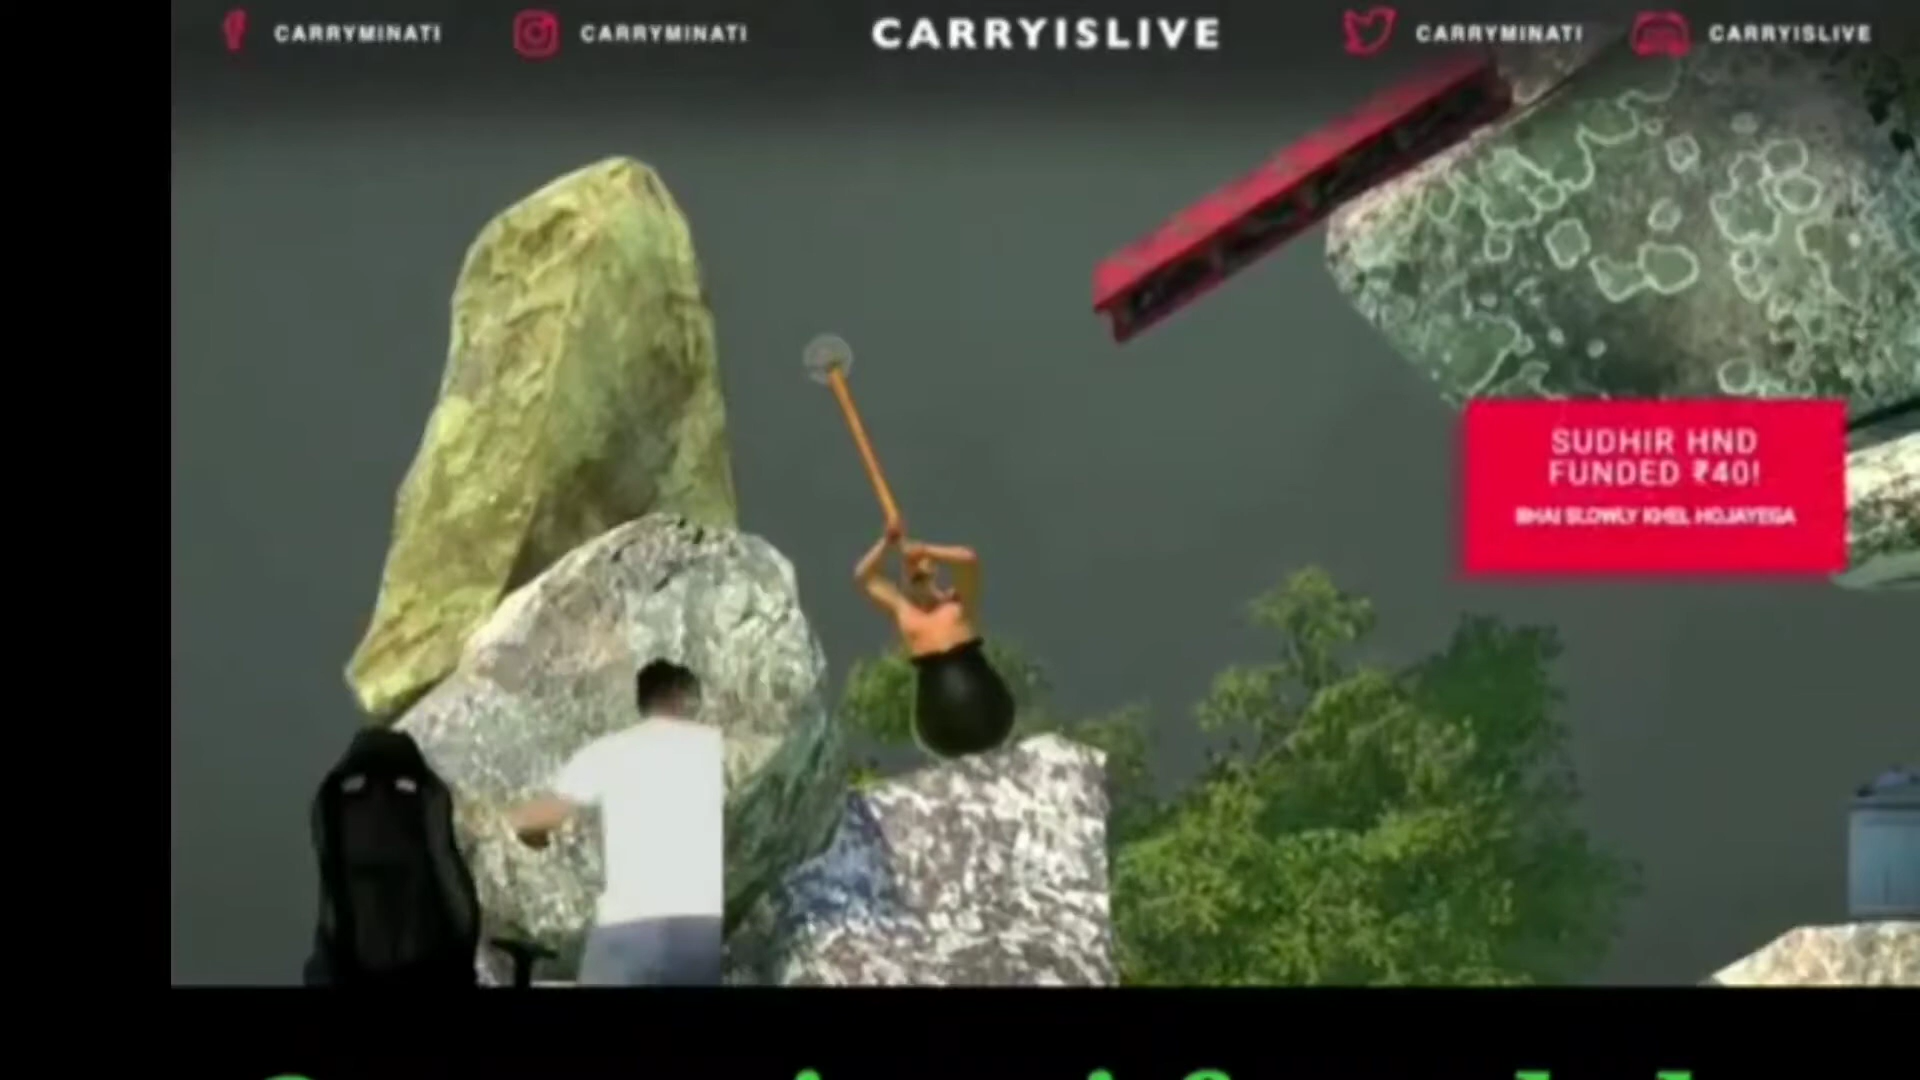 CARRYMINATI
CARRYMINATI
CARRYISLIVE
CARRYMINATI
CARRYISLIVE
SUDHIR HND
FUNDED ₹40!
BHAI SLOWLY KHEL HOJAYEGA